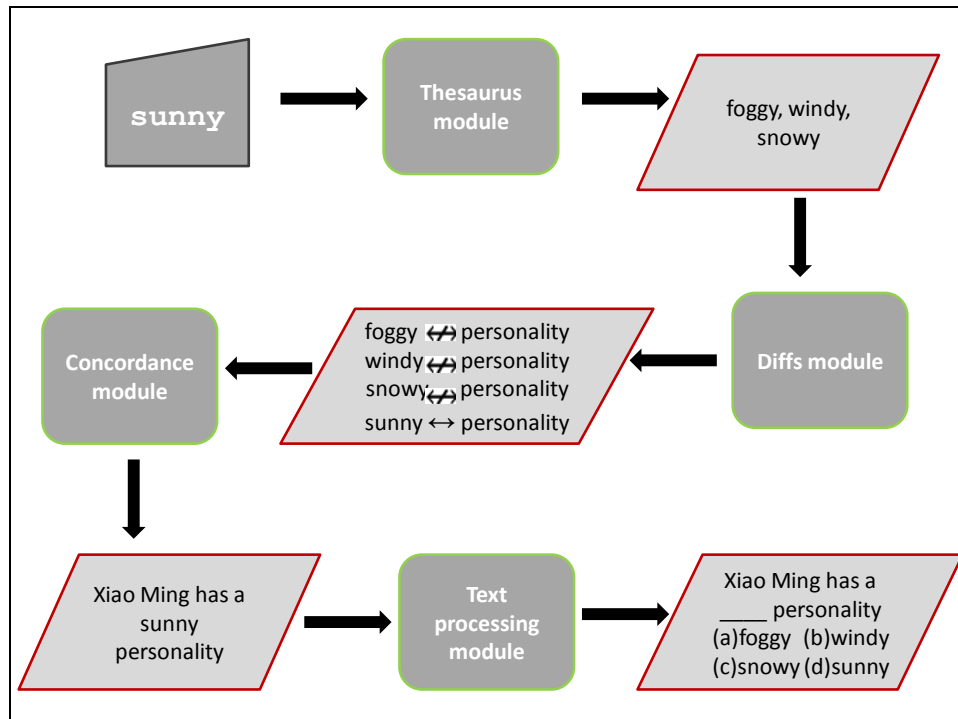 sunny
Thesaurus
module
foggy, windy,
snowy
Diffs module
foggy ↮ personality
windy ↮ personality
snowy ↮ personality
sunny ↔ personality
Concordance
module
Xiao Ming has a
sunny
personality
Text
processing
module
Xiao Ming has a
____ personality
(a)foggy (b)windy
(c)snowy (d)sunny